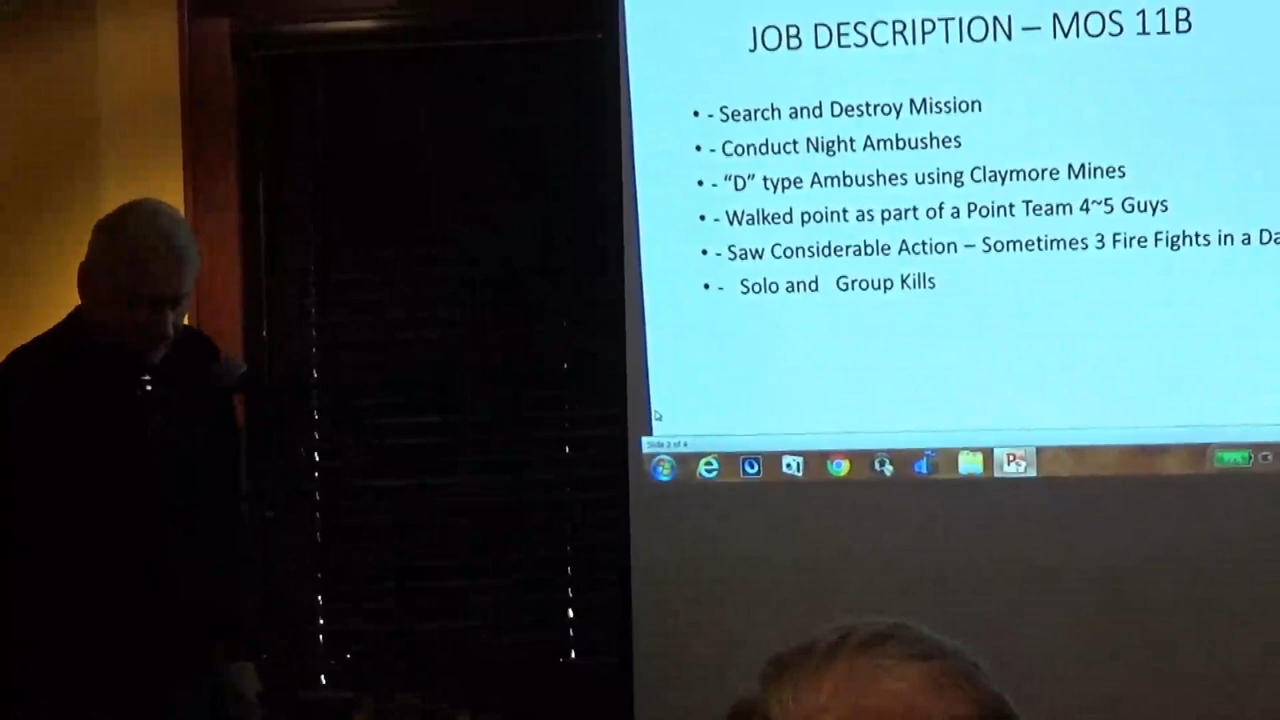 JOB DESCRIPTION – MOS 11B
• - Search and Destroy Mission
• - Conduct Night Ambushes
• - “D” type Ambushes using Claymore Mines
• - Walked point as part of a Point Team 4~5 Guys
• - Saw Considerable Action – Sometimes 3 Fire Fights in a Da
• - Solo and Group Kills